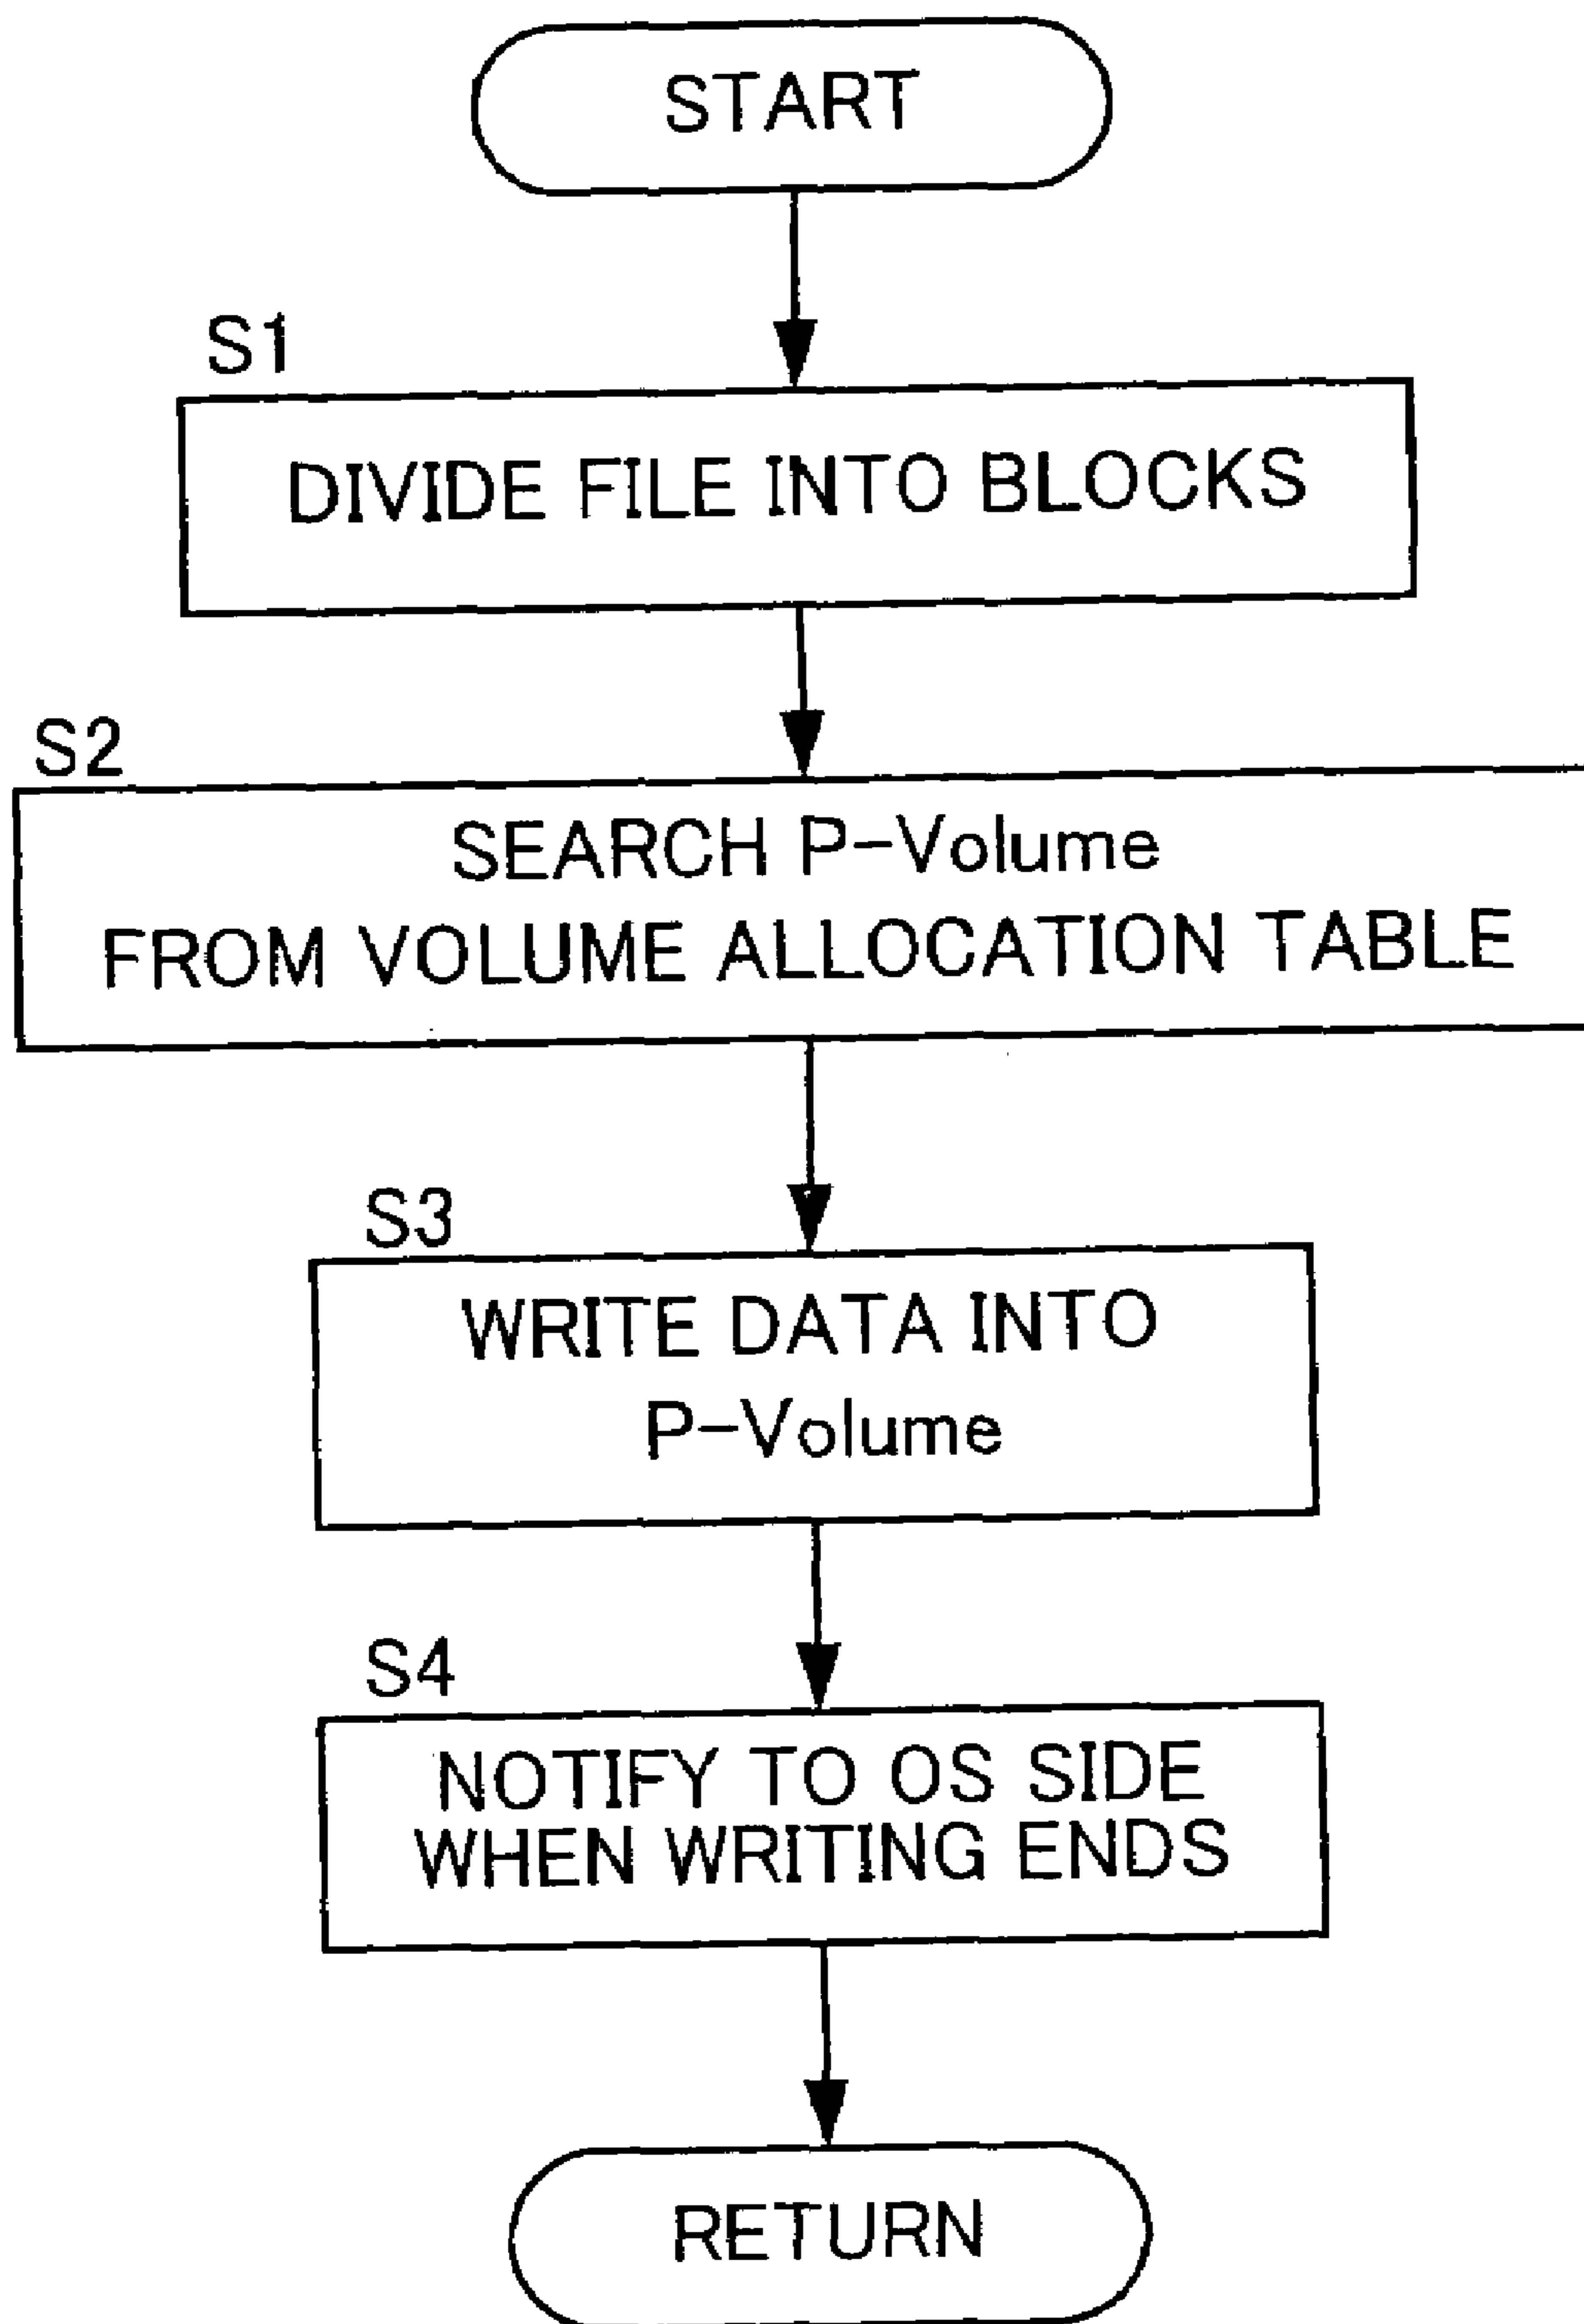 START
S1
DIVIDE FILE INTO BLOCKS
S2
SEARCH P-Volume
FROM VOLUME ALLOCATION TABLE
S3
WRITE DATA INTO
P-Volume
S4
NOTIFY TO OS SIDE
WHEN WRITING ENDS
RETURN